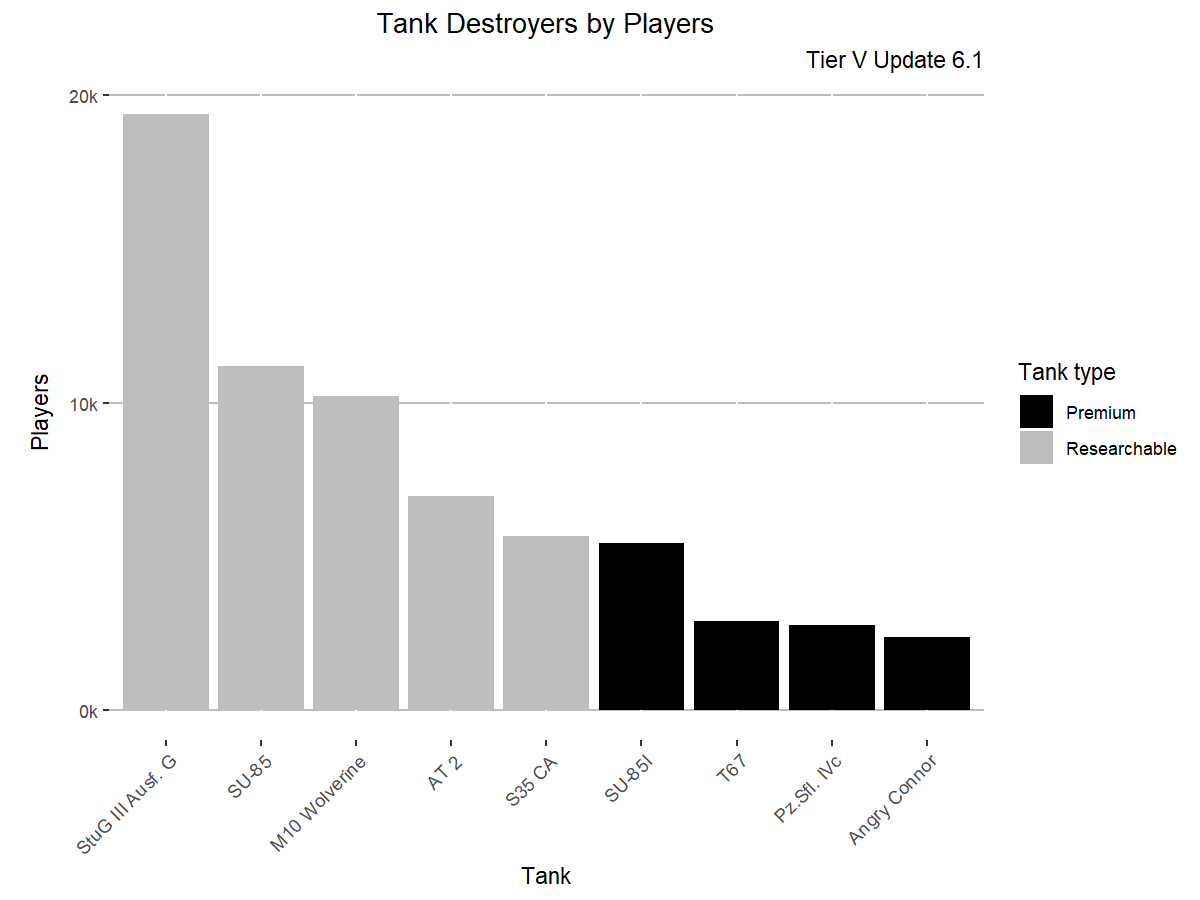 Tank Destroyers by Players
Tier V Update 6.1
20k
10k
0k
Players
StuG III Ausf. G
SU-85
M10 Wolverine
AT 2
S35 CA
SU-85I
T67
Pz.Sfl. IVc
Angry Connor
Tank
Tank type
Premium
Researchable